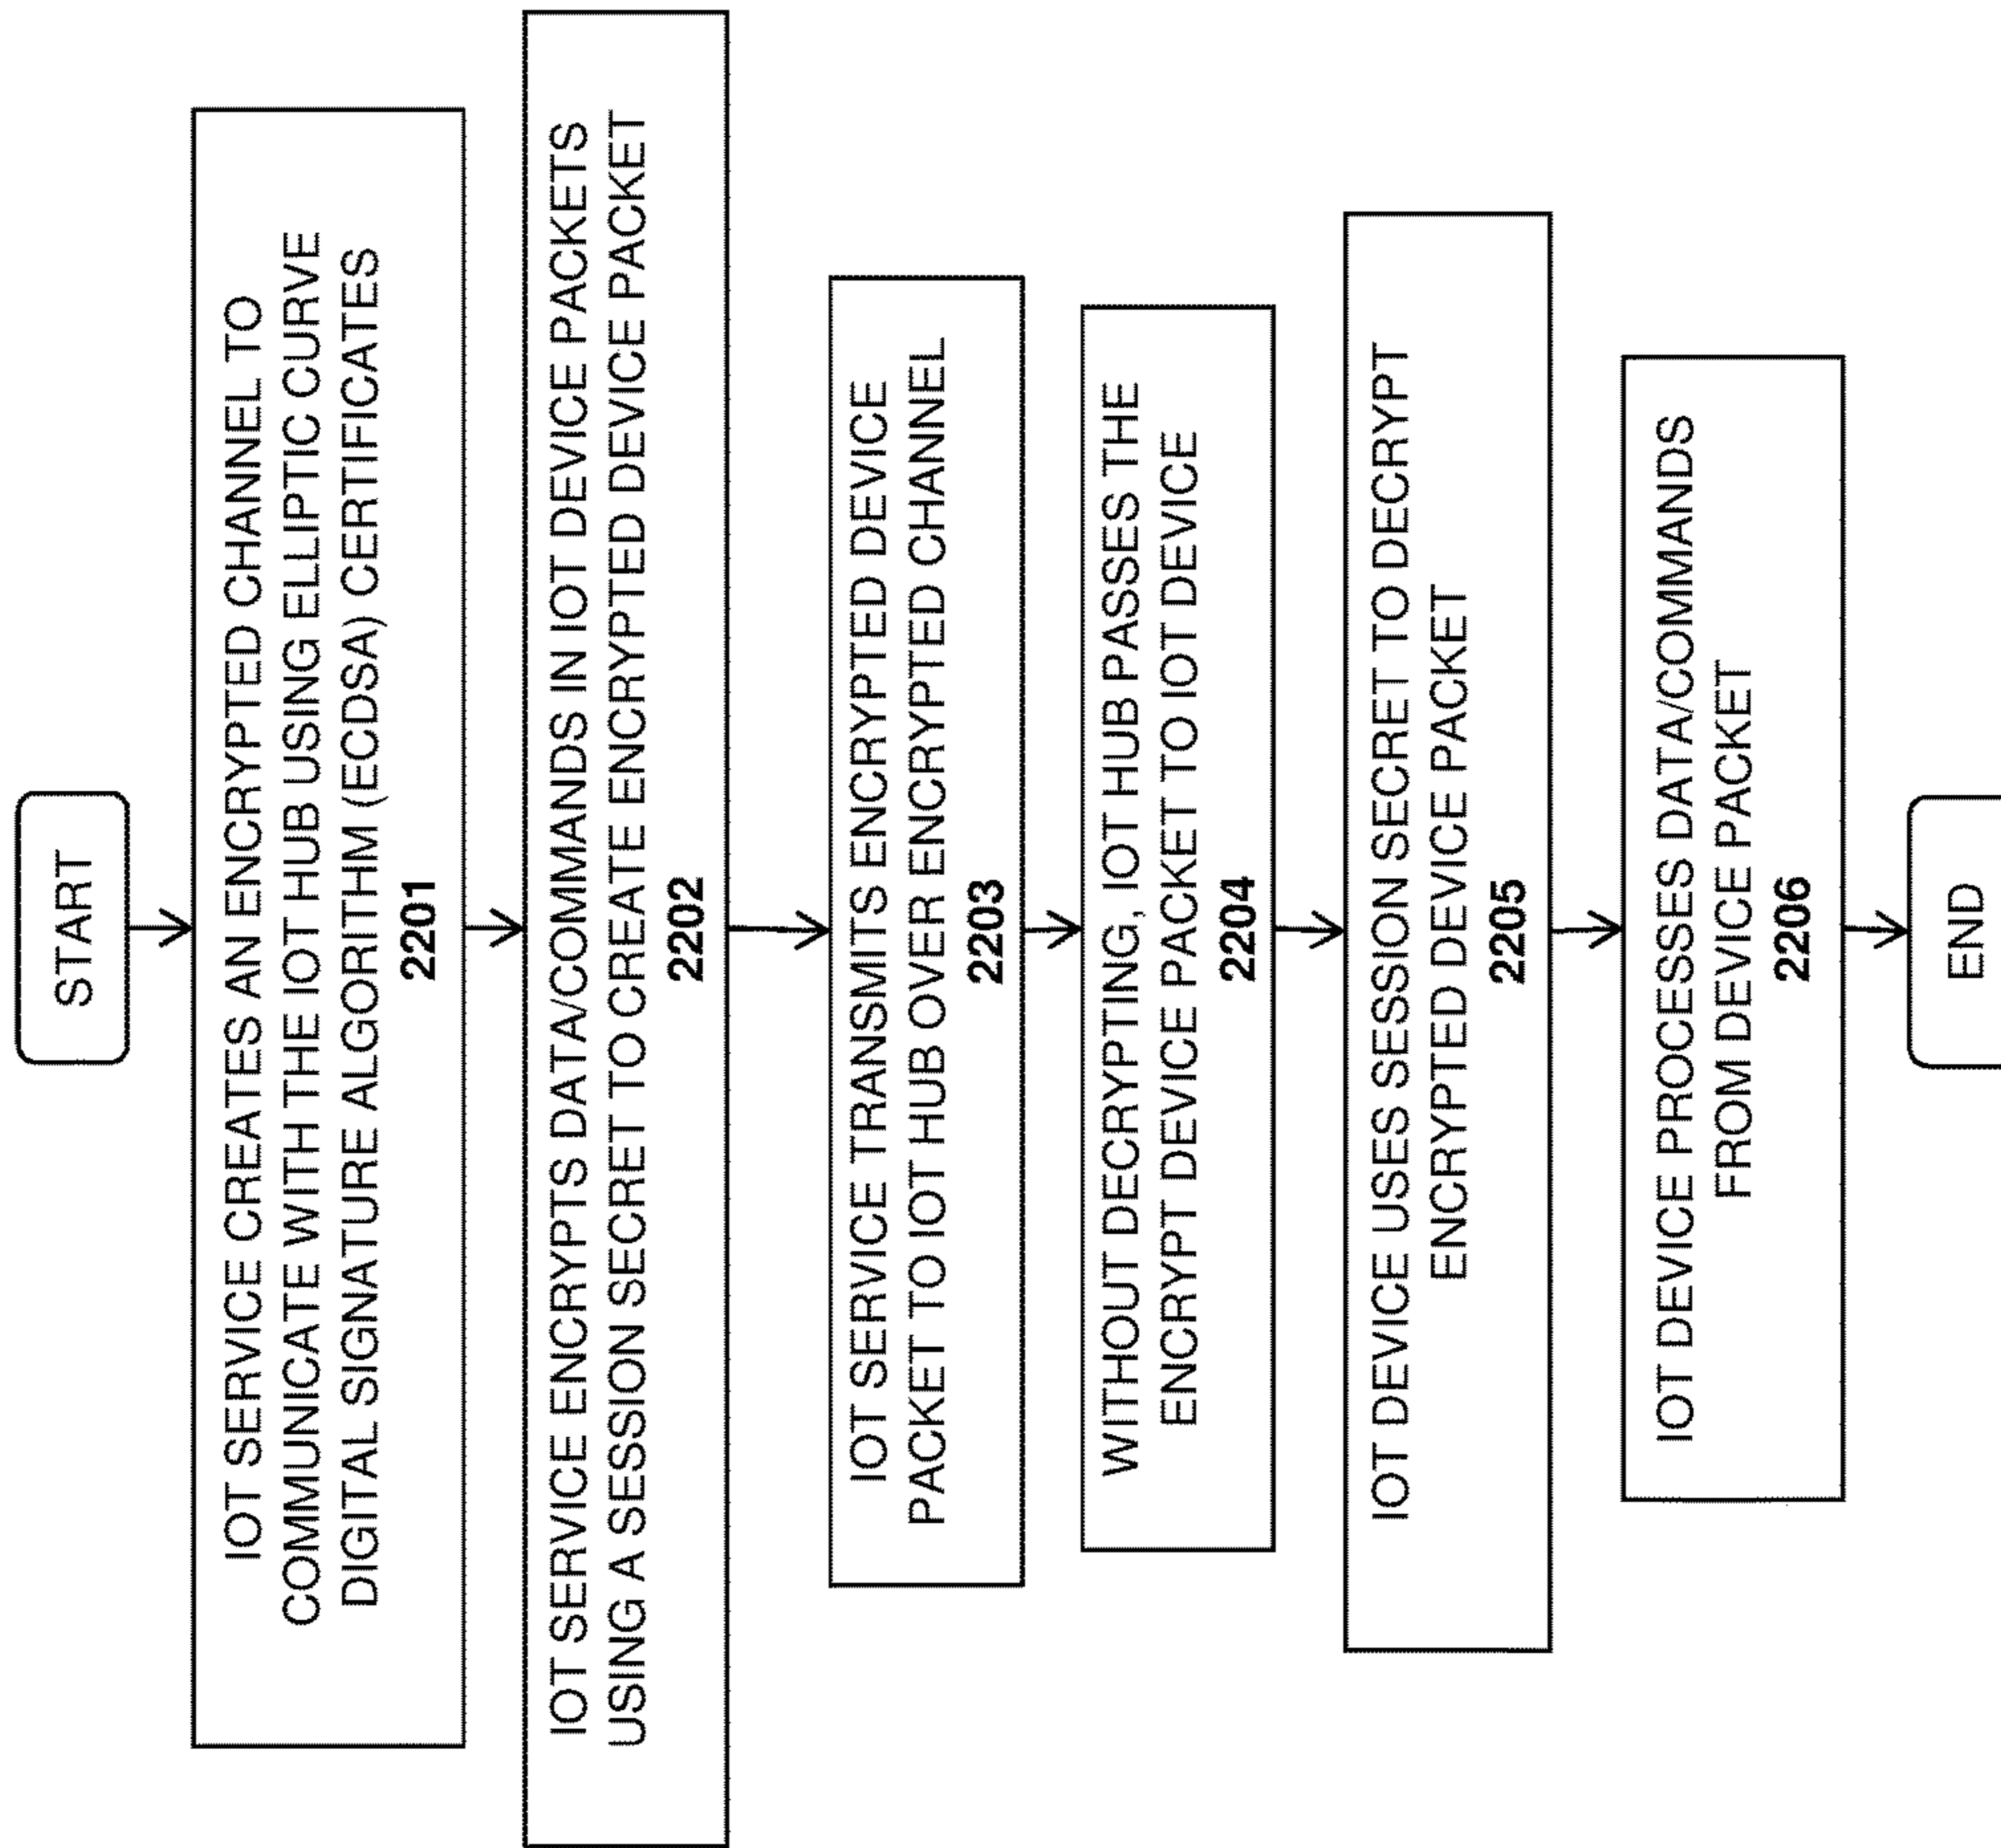 START
IOT SERVICE CREATES AN ENCRYPTED CHANNEL TO
COMMUNICATE WITH THE IOT HUB USING ELLIPTIC CURVE
DIGITAL SIGNATURE ALGORITHM (ECDSA) CERTIFICATES
2201
IOT SERVICE ENCRYPTS DATA/COMMANDS IN IOT DEVICE PACKETS
USING A SESSION SECRET TO CREATE ENCRYPTED DEVICE PACKET
2202
IOT SERVICE TRANSMITS ENCRYPTED DEVICE
PACKET TO IOT HUB OVER ENCRYPTED CHANNEL
2203
WITHOUT DECRYPTING, IOT HUB PASSES THE
ENCRYPT DEVICE PACKET TO IOT DEVICE
2204
IOT DEVICE USES SESSION SECRET TO DECRYPT
ENCRYPTED DEVICE PACKET
2205
IOT DEVICE PROCESSES DATA/COMMANDS
FROM DEVICE PACKET
2206
END